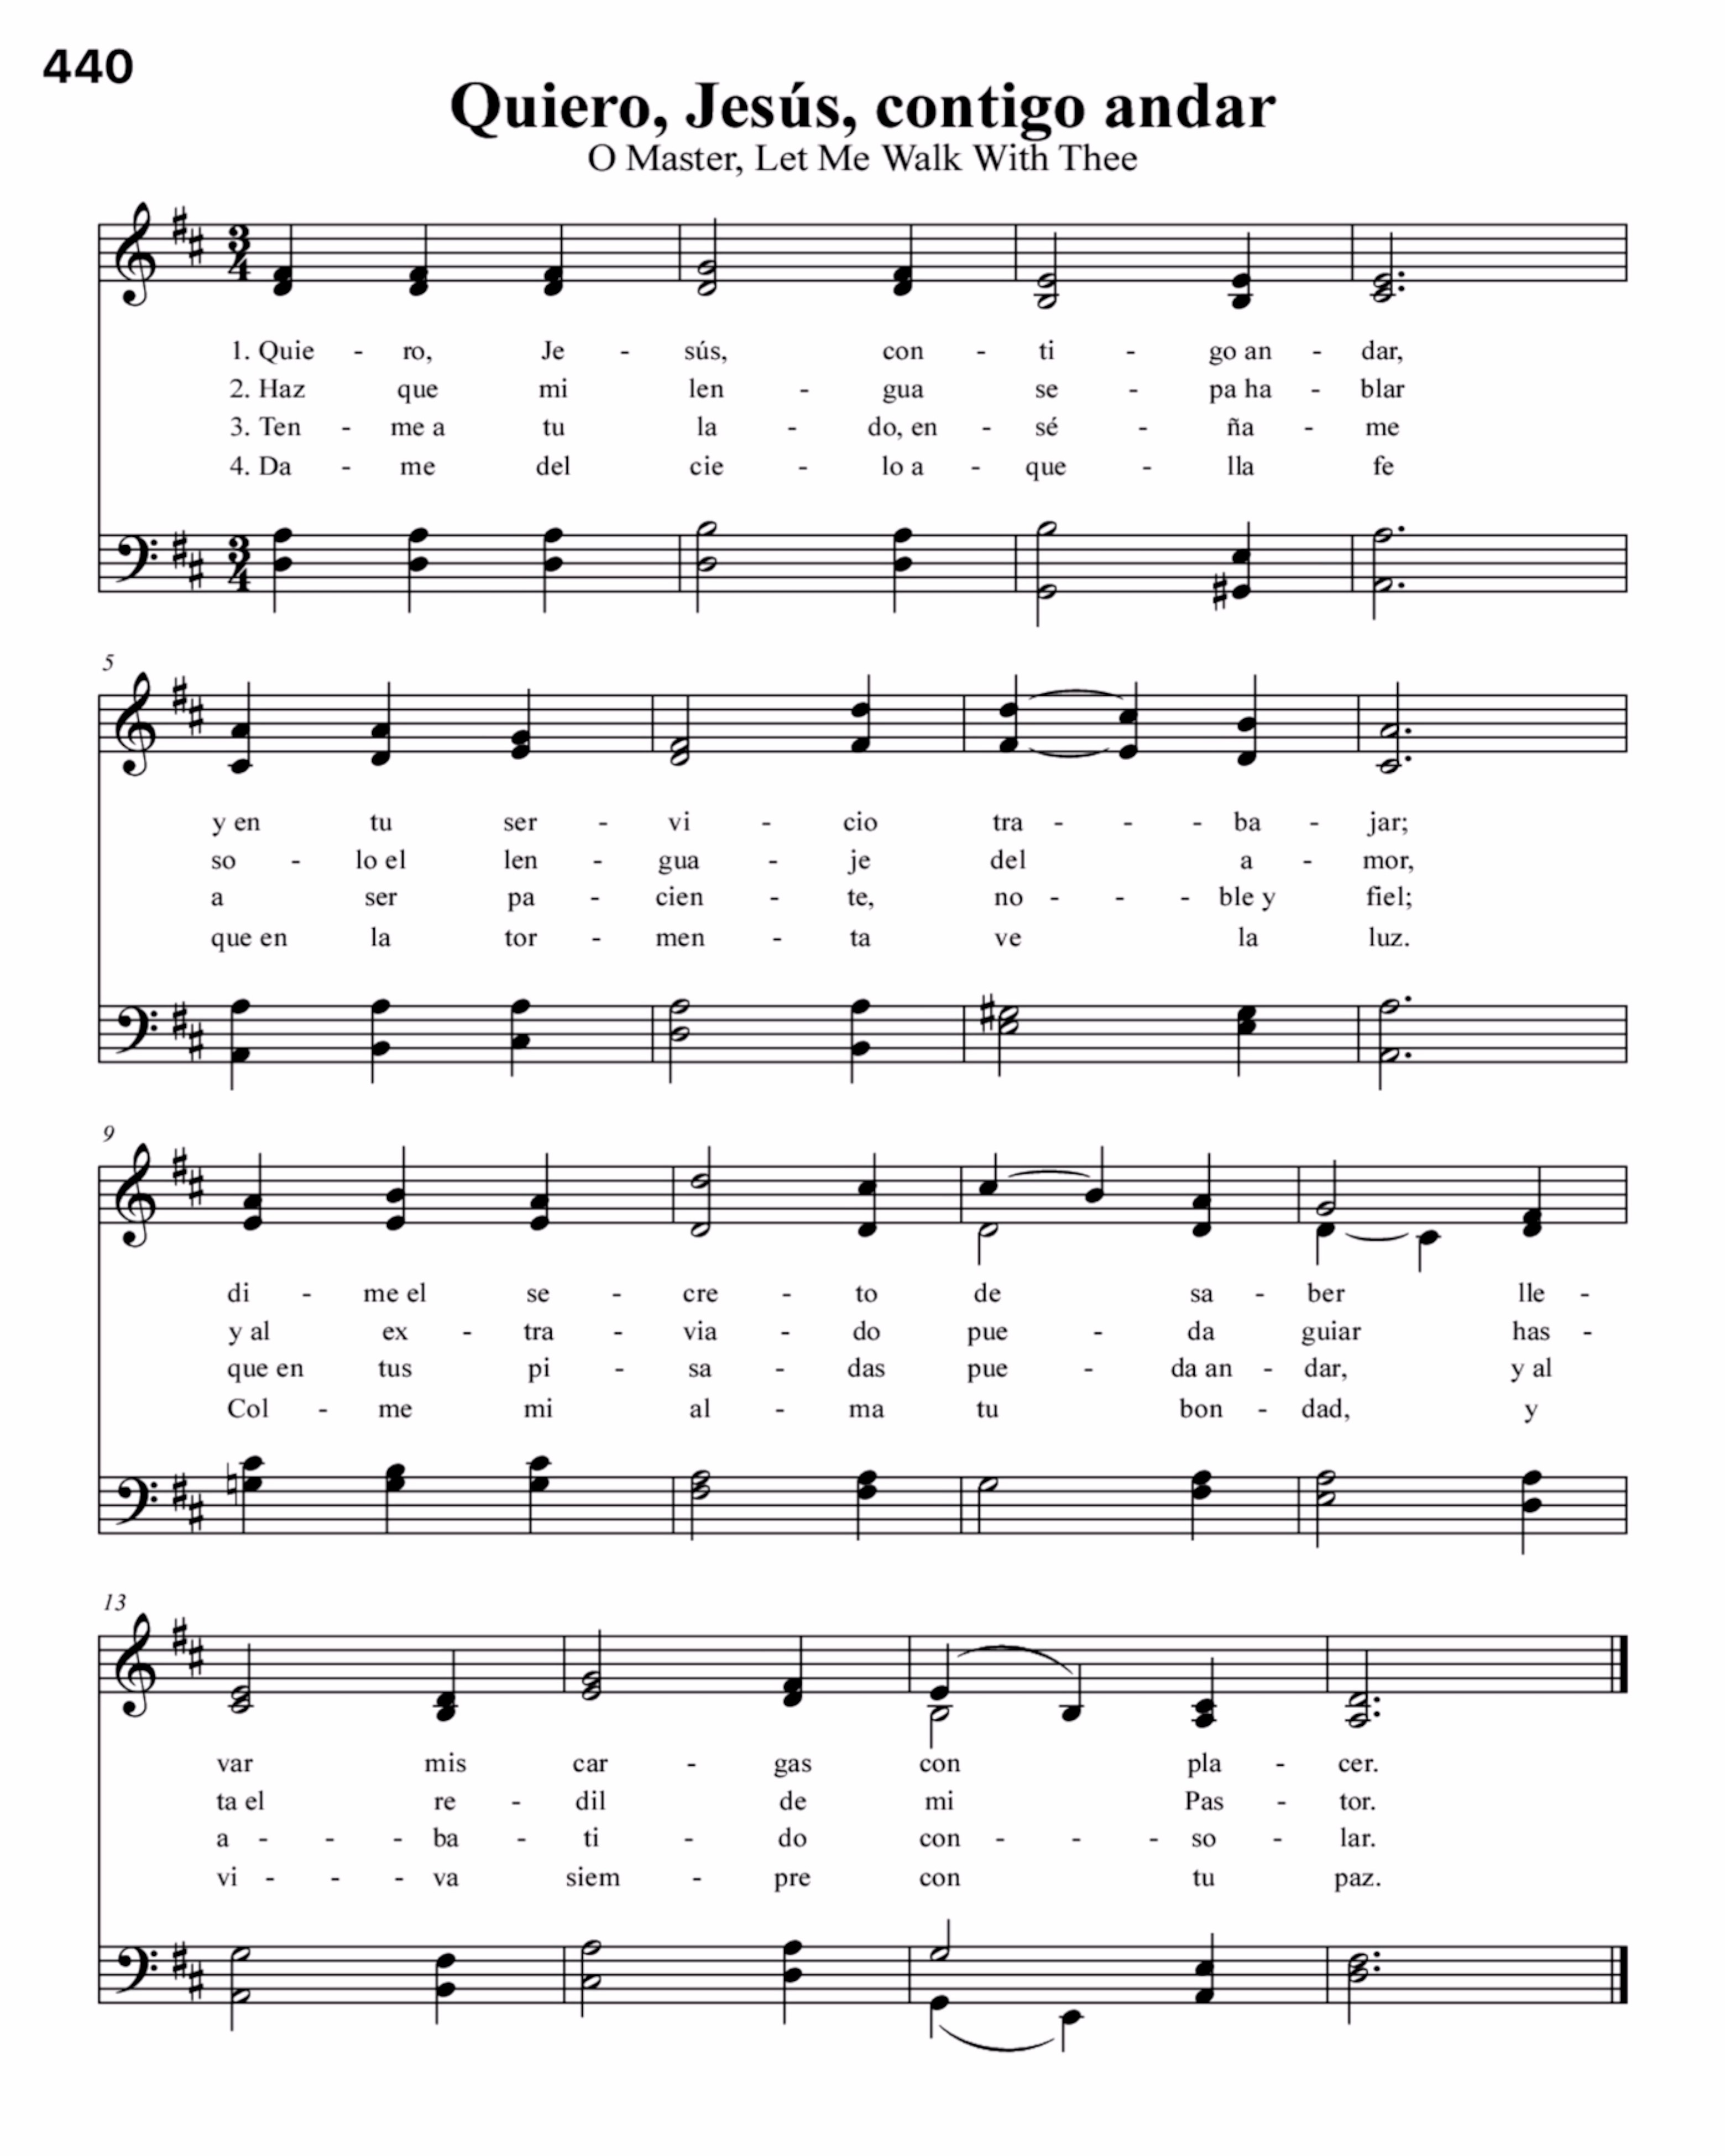 440
Quiero, Jesús, contigo andar
O Master, Let Me Walk With Thee
3
4
1. Quie - ro, Je - sús, con - ti - go an - dar,
2. Haz que mi len - gua se - pa ha - blar
3. Ten - me a tu la - do, en - sé - ña - me
4. Da - me del cie - lo a - que - lla fe
3
4
5
y en tu ser - vi - cio tra - - - ba - jar;
so - lo el len - gua - je del a - mor,
a ser pa - cien - te, no - - - ble y fiel;
que en la tor - men - ta ve la luz.
9
di - me el se - cre - to de sa - ber lle -
y al ex - tra - via - do pue - da guiar has -
que en tus pi - sa - das pue - da an - dar, y al
Col - me mi al - ma tu bon - dad, y
13
var mis car - gas con pla - cer.
ta el re - dil de mi Pas - tor.
a - - - ba - ti - do con - - - so - lar.
vi - - - va siem - pre con tu paz.